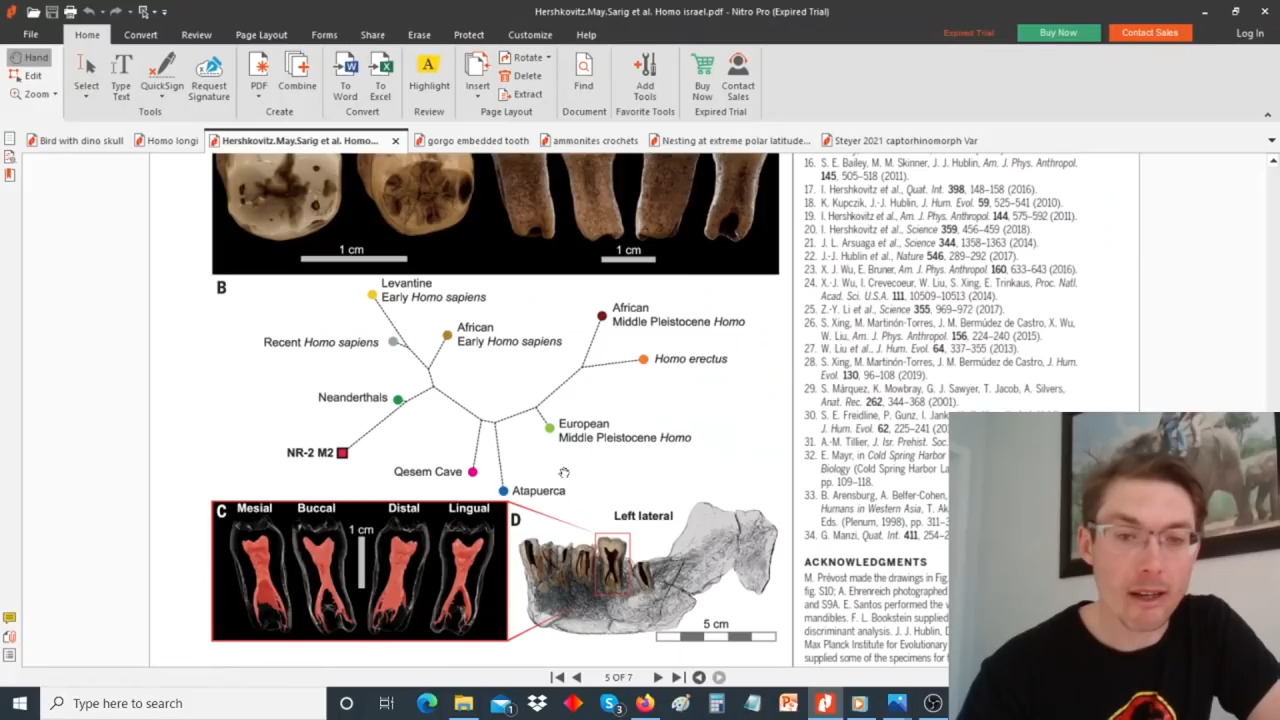 Hershkovitz.May.Sarig et al. Homo israel.pdf - Nitro Pro (Expired Trial)
File Home Convert Review Page Layout Forms Share Erase Protect Customize Help Expired Trial Buy Now Contact Sales Log In
Hand
Edit
Zoom
Select
Type Text
QuickSign
Request Signature
Tools
PDF
Combine
Create
To Word
To Excel
Convert
Highlight
Review
Insert
Rotate
Delete
Extract
Page Layout
Find
Document
Add Tools
Favorite Tools
Buy Now
Contact Sales
Expired Trial
Bird with dino skull Homo longi Hershkovitz.May.Sarig et al. Homo... gorgo embedded tooth ammonites crochets Nesting at extreme polar latitude... Steyer 2021 captorhinomorph Var
1 cm 1 cm
B
Levantine
Early Homo sapiens
African
Middle Pleistocene Homo
African
Early Homo sapiens
Recent Homo sapiens
Homo erectus
Neanderthals
European
Middle Pleistocene Homo
NR-2 M2
Qesem Cave
Atapuerca
C Mesial Buccal Distal Lingual
1 cm
D Left lateral
5 cm
16. S. E. Bailey, M. M. Skinner, J. J. Hublin, Am. J. Phys. Anthropol.
145, 505–518 (2011).
17. I. Hershkovitz et al., Quat. Int. 398, 148–158 (2016).
18. K. Kupczik, J.-J. Hublin, J. Hum. Evol. 59, 525–541 (2010).
19. I. Hershkovitz et al., Am. J. Phys. Anthropol. 144, 575–592 (2011).
20. I. Hershkovitz et al., Science 359, 456–459 (2018).
21. J. L. Arsuaga et al., Science 344, 1358–1363 (2014).
22. J.-J. Hublin et al., Nature 546, 289–292 (2017).
23. X. J. Wu, E. Bruner, Am. J. Phys. Anthropol. 160, 633–643 (2016).
24. X.-J. Wu, I. Crevecoeur, W. Liu, S. Xing, E. Trinkaus, Proc. Natl.
Acad. Sci. U.S.A. 111, 10509–10513 (2014).
25. Z.-Y. Li et al., Science 355, 969–972 (2017).
26. S. Xing, M. Martinón-Torres, J. M. Bermúdez de Castro, X. Wu,
W. Liu, Am. J. Phys. Anthropol. 156, 224–240 (2015).
27. W. Liu et al., J. Hum. Evol. 64, 337–355 (2013).
28. S. Xing, M. Martinón-Torres, J. M. Bermúdez de Castro, J. Hum.
Evol. 130, 96–108 (2019).
29. S. Márquez, K. Mowbray, G. J. Sawyer, T. Jacob, A. Silvers,
Anat. Rec. 262, 344–368 (2001).
30. S. E. Freidline, P. Gunz, I. Jank
J. Hum. Evol. 62, 225–241 (20
31. A.-M. Tillier, J. Isr. Prehist. Soc.
32. E. Mayr, in Cold Spring Harbor
Biology (Cold Spring Harbor La
pp. 109–118.
33. B. Arensburg, A. Belfer-Cohen,
Humans in Western Asia, T. Ak
Eds. (Plenum, 1998), pp. 311–3
34. G. Manzi, Quat. Int. 411, 254–2
ACKNOWLEDGMENTS
M. Prévost made the drawings in Fig.
fig. S10; A. Ehrenreich photographed
and S9A. E. Santos performed the v
mandibles. F. L. Bookstein supplied
discriminant analysis. J. J. Hublin, D
Max Planck Institute for Evolutionary
supplied some of the specimens for
5 OF 7
Type here to search